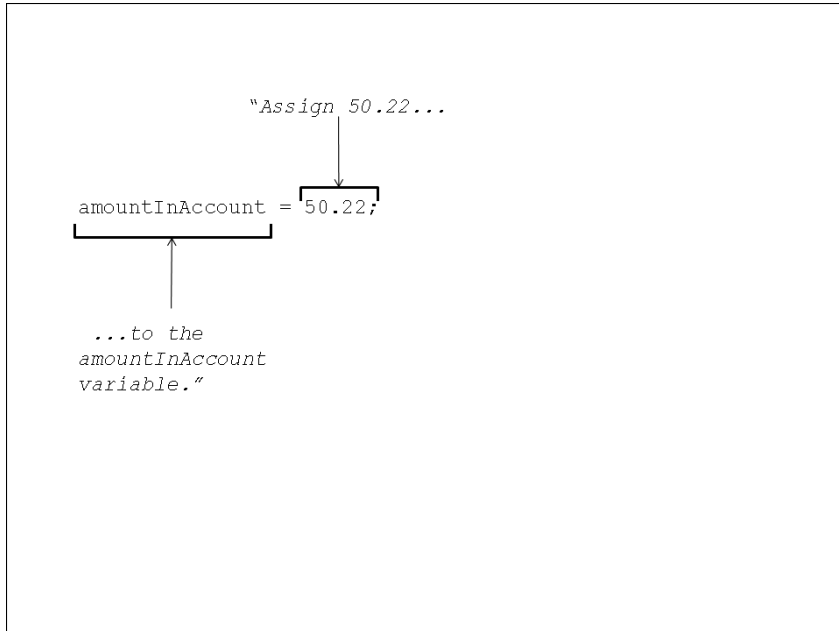 “Assign 50.22...
amountInAccount = 50.22;
...to the
amountInAccount
variable.”